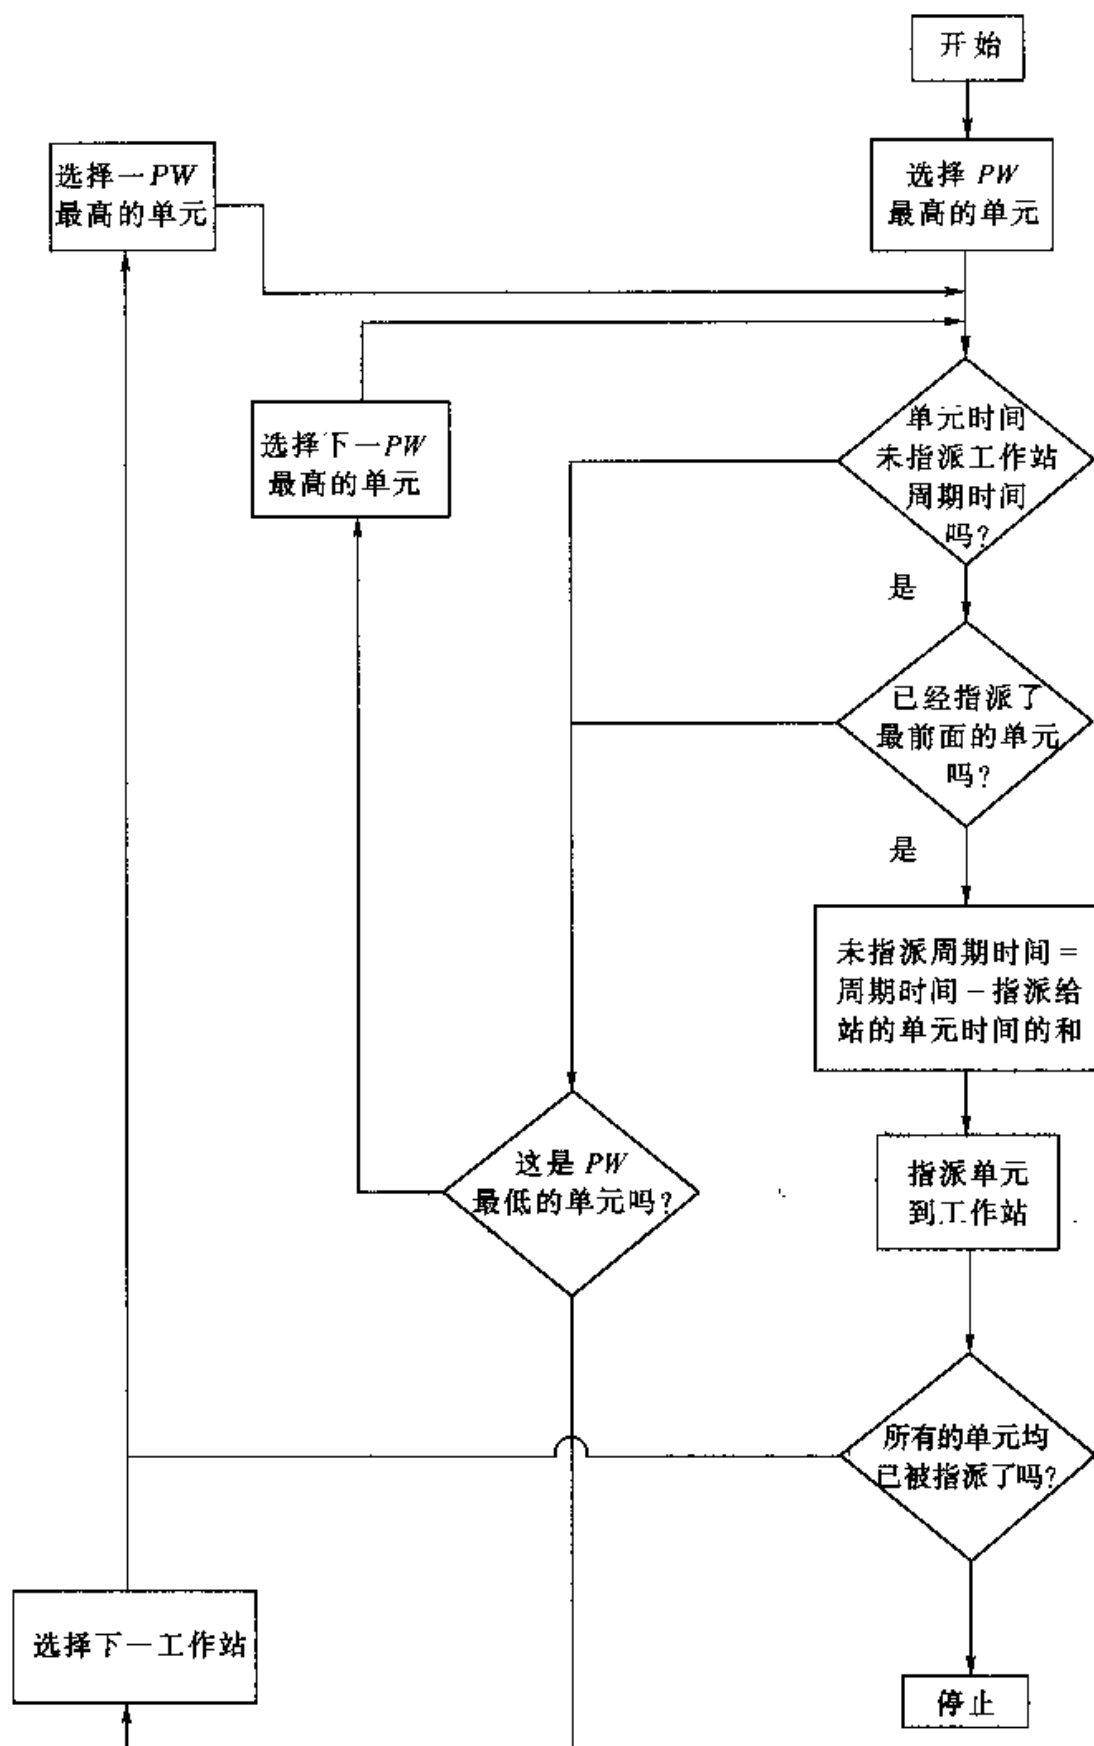 开始
选择一PW
最高的单元
选择 PW
最高的单元
选择下一PW
最高的单元
单元时间
未指派工作站
周期时间
吗?
是
已经指派了
最前面的单元
吗?
是
未指派周期时间=
周期时间-指派给
站的单元时间的和
这是 PW
最低的单元吗?
指派单元
到工作站
所有的单元均
已被指派了吗?
选择下一工作站
停止